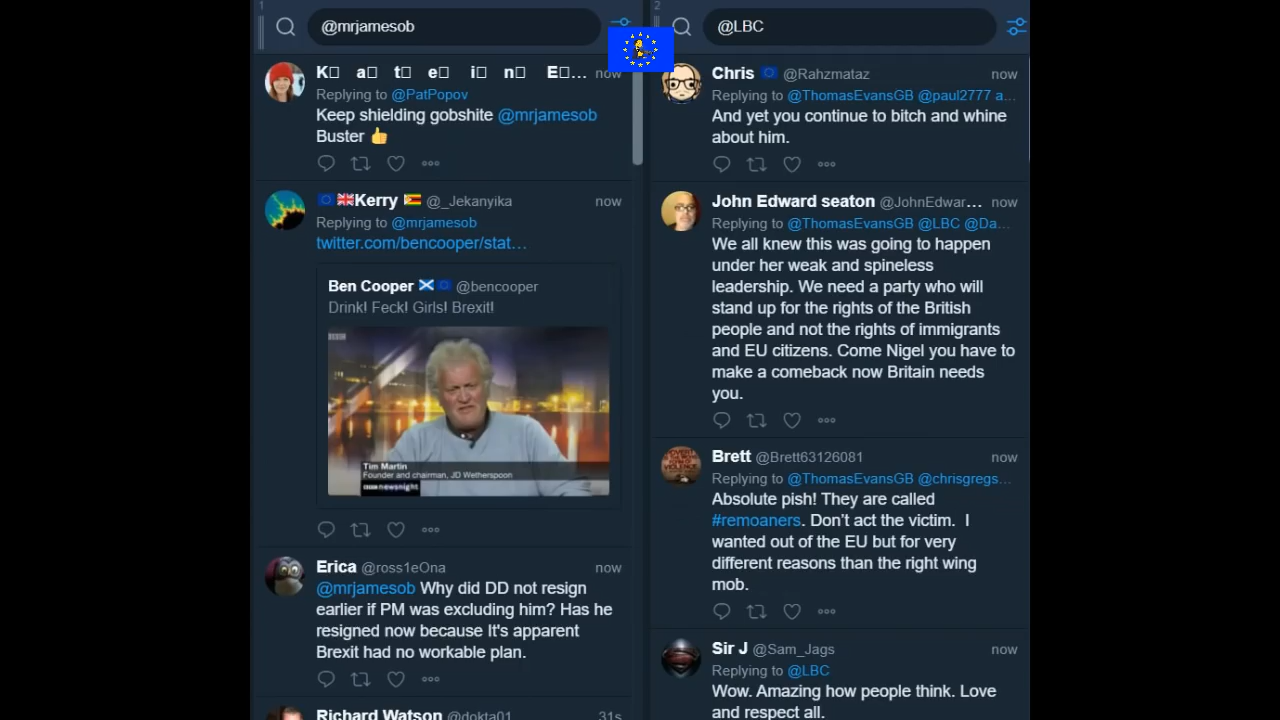 1
@mrjamesob
K a t e i n E… now
Replying to @PatPopov
Keep shielding gobshite @mrjamesob
Buster 👍
🇪🇺🇬🇧Kerry 🇿🇼 @_Jekanyika now
Replying to @mrjamesob
twitter.com/bencooper/stat…
Ben Cooper 🏴󠁧󠁢󠁳󠁣󠁴󠁿🇪🇺 @bencooper
Drink! Feck! Girls! Brexit!
BBC
Tim Martin
Founder and chairman, JD Wetherspoon
newsnight
Erica @ross1eOna now
@mrjamesob Why did DD not resign
earlier if PM was excluding him? Has he
resigned now because It's apparent
Brexit had no workable plan.
Richard Watson @dokta01 31s
2
@LBC
Chris 🇪🇺 @Rahzmataz now
Replying to @ThomasEvansGB @paul2777 a…
And yet you continue to bitch and whine
about him.
John Edward seaton @JohnEdwar… now
Replying to @ThomasEvansGB @LBC @Da…
We all knew this was going to happen
under her weak and spineless
leadership. We need a party who will
stand up for the rights of the British
people and not the rights of immigrants
and EU citizens. Come Nigel you have to
make a comeback now Britain needs
you.
Brett @Brett63126081 now
Replying to @ThomasEvansGB @chrisgregs…
Absolute pish! They are called
#remoaners. Don't act the victim. I
wanted out of the EU but for very
different reasons than the right wing
mob.
Sir J @Sam_Jags now
Replying to @LBC
Wow. Amazing how people think. Love
and respect all.